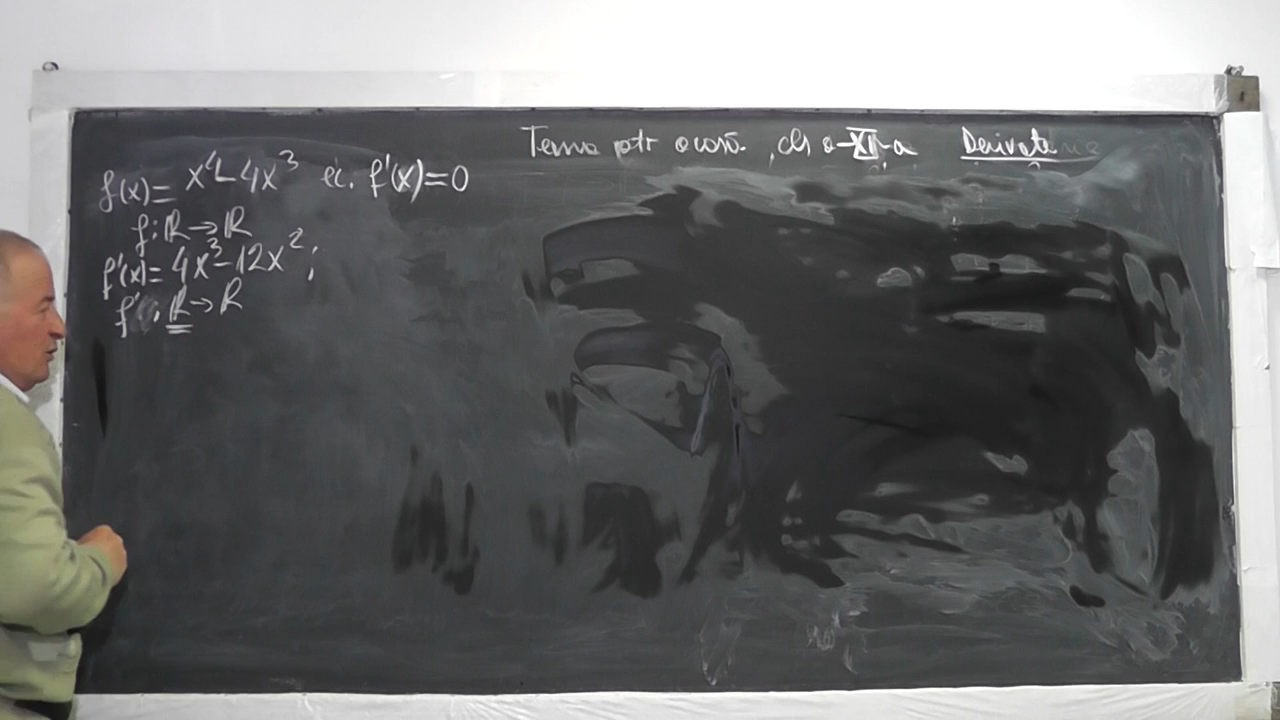 Tema ptr acasă, cls a-XI-a Derivate
f(x)= x⁴-4x³ ec. f'(x)=0
f:ℝ→ℝ
f'(x)= 4x³-12x²;
f': ℝ→ℝ